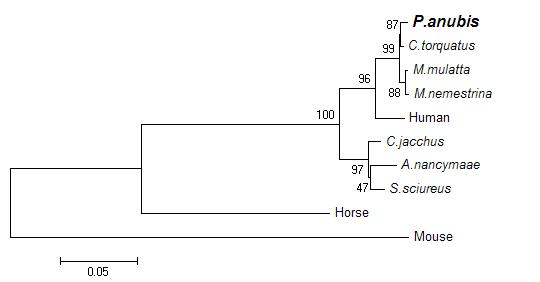 87 P.anubis
99 C.torquatus
M.mulatta
96
88 M.nemestrina
100 Human
C.jacchus
97 A.nancymaae
47 S.sciureus
Horse
Mouse
0.05